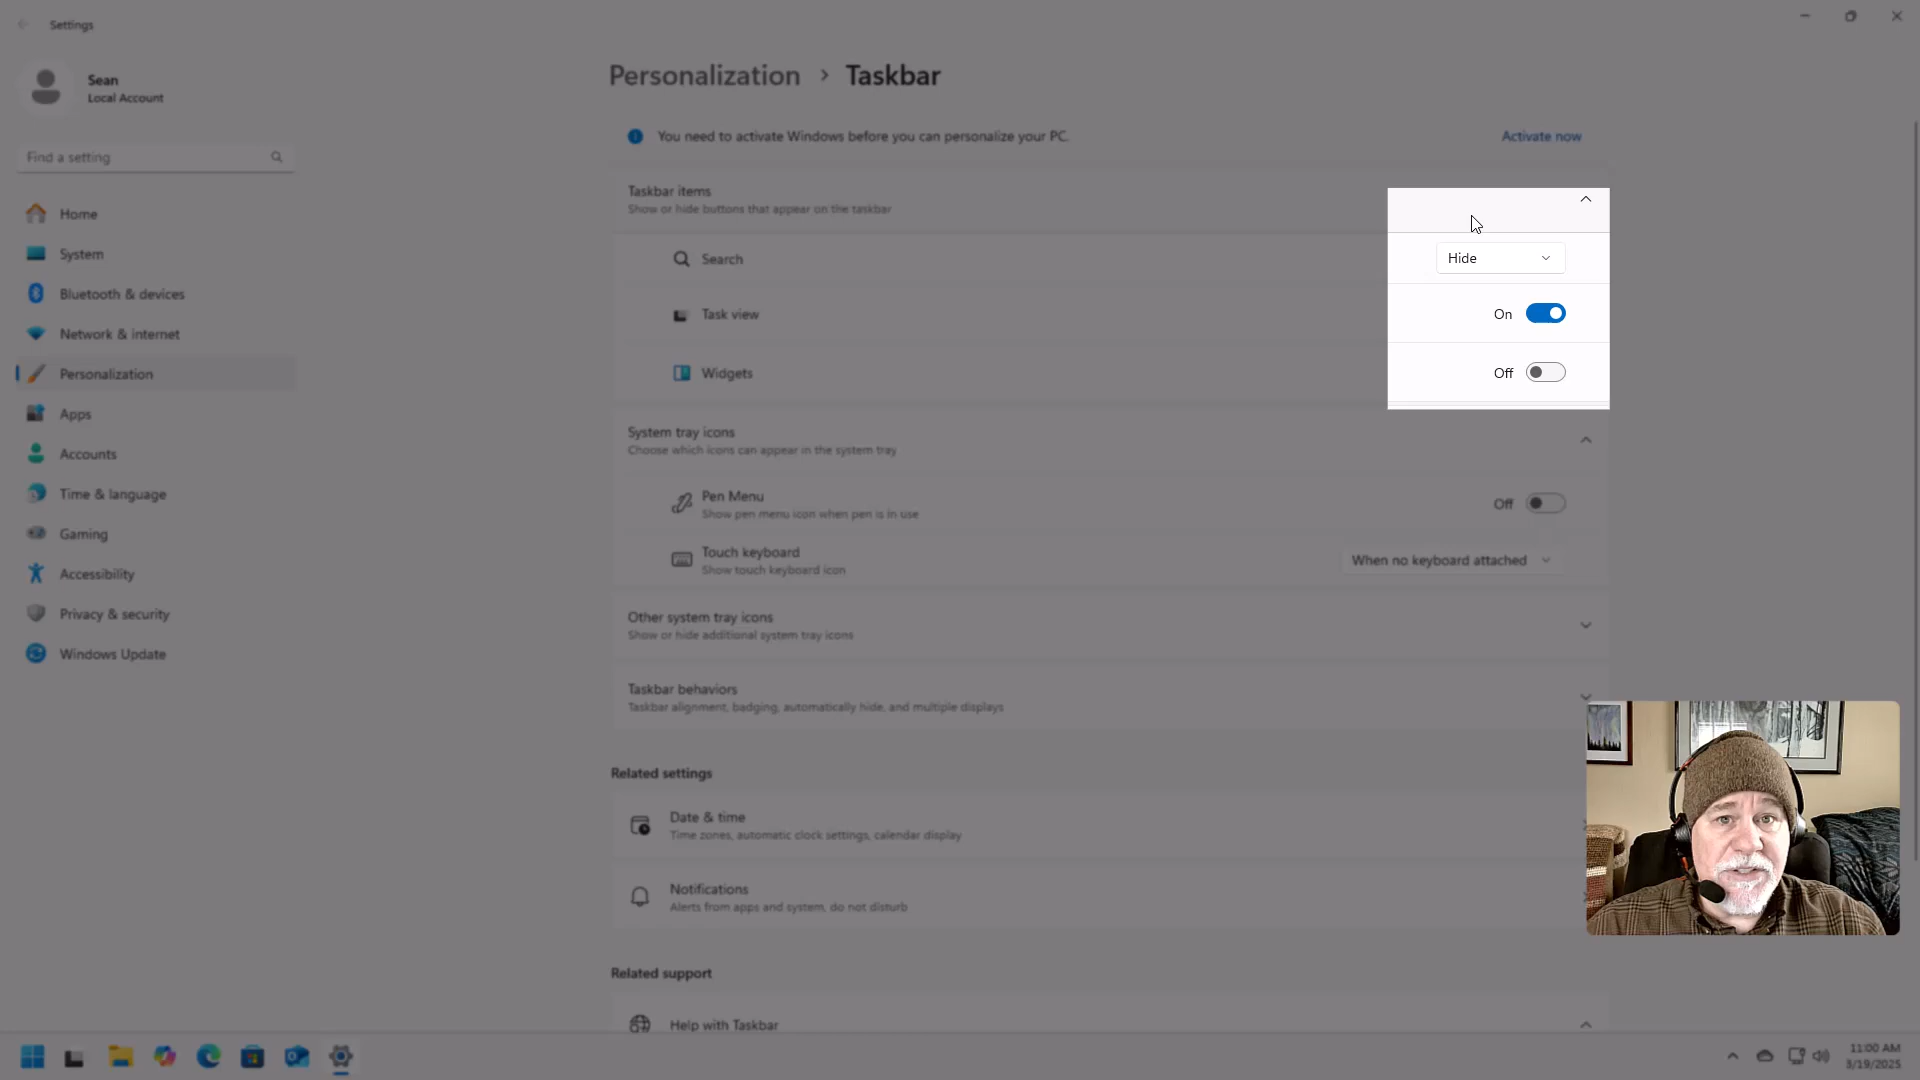 Settings
Sean
Local Account
Find a setting
Home
System
Bluetooth & devices
Network & internet
Personalization
Apps
Accounts
Time & language
Gaming
Accessibility
Privacy & security
Windows Update
Personalization > Taskbar
You need to activate Windows before you can personalize your PC.
Activate now
Taskbar items
Show or hide buttons that appear on the taskbar
Search
Hide
Task view
On
Widgets
Off
System tray icons
Choose which icons can appear in the system tray
Pen Menu
Show pen menu icon when pen is in use
Off
Touch keyboard
Show touch keyboard icon
When no keyboard attached
Other system tray icons
Show or hide additional system tray icons
Taskbar behaviors
Taskbar alignment, badging, automatically hide, and multiple displays
Related settings
Date & time
Time zones, automatic clock settings, calendar display
Notifications
Alerts from apps and system, do not disturb
Related support
Help with Taskbar
11:00 AM
3/19/2025